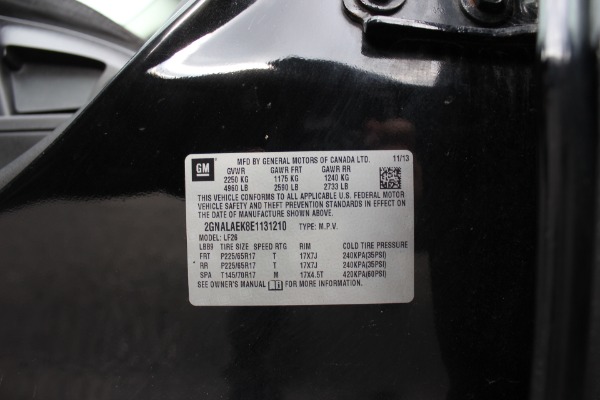 GM MFD BY GENERAL MOTORS OF CANADA LTD. 11/13
GVWR GAWR FRT GAWR RR
2250 KG 1175 KG 1240 KG
4960 LB 2590 LB 2733 LB
THIS VEHICLE CONFORMS TO ALL APPLICABLE U.S. FEDERAL MOTOR
VEHICLE SAFETY AND THEFT PREVENTION STANDARDS IN EFFECT ON
THE DATE OF MANUFACTURE SHOWN ABOVE.
2GNALAEK8E1131210 TYPE: M.P.V.
MODEL: LF26
LBB9 TIRE SIZE SPEED RTG RIM COLD TIRE PRESSURE
FRT P225/65R17 T 17X7J 240KPA(35PSI)
RR P225/65R17 T 17X7J 240KPA(35PSI)
SPA T145/70R17 M 17X4.5T 420KPA(60PSI)
SEE OWNER'S MANUAL FOR MORE INFORMATION.